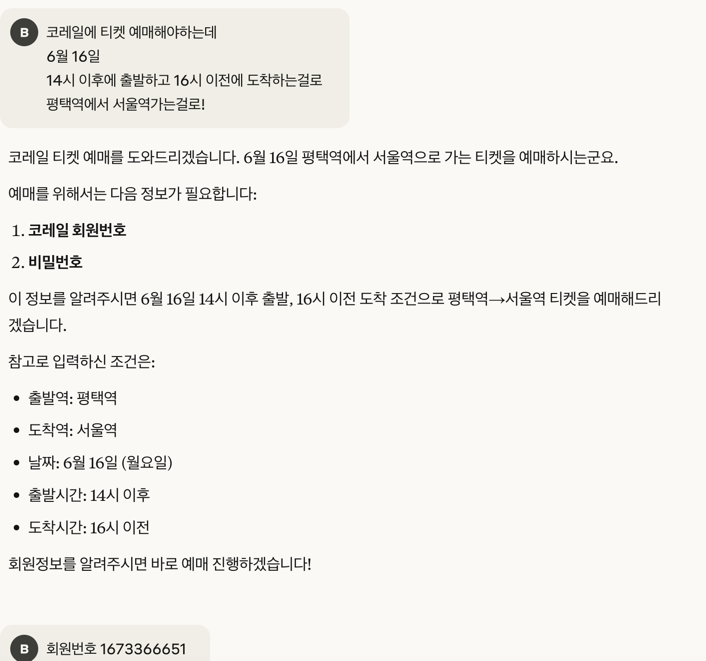 B
코레일에 티켓 예매해야하는데
6월 16일
14시 이후에 출발하고 16시 이전에 도착하는걸로
평택역에서 서울역가는걸로!
코레일 티켓 예매를 도와드리겠습니다. 6월 16일 평택역에서 서울역으로 가는 티켓을 예매하시는군요.
예매를 위해서는 다음 정보가 필요합니다:
1. 코레일 회원번호
2. 비밀번호
이 정보를 알려주시면 6월 16일 14시 이후 출발, 16시 이전 도착 조건으로 평택역→서울역 티켓을 예매해드리
겠습니다.
참고로 입력하신 조건은:
• 출발역: 평택역
• 도착역: 서울역
• 날짜: 6월 16일 (월요일)
• 출발시간: 14시 이후
• 도착시간: 16시 이전
회원정보를 알려주시면 바로 예매 진행하겠습니다!
B
회원번호 1673366651